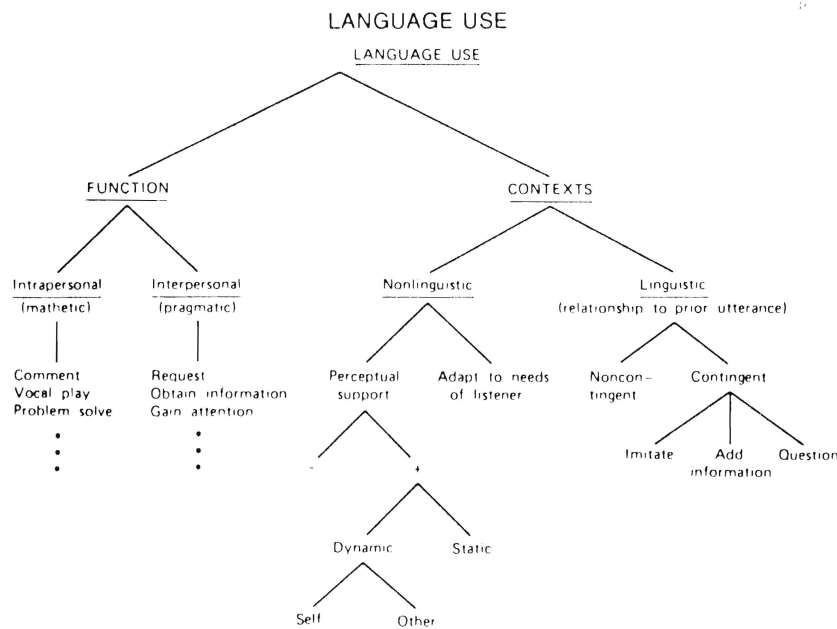 LANGUAGE USE
LANGUAGE USE
FUNCTION
CONTEXTS
Intrapersonal
(mathetic)
Interpersonal
(pragmatic)
Nonlinguistic
Linguistic
(relationship to prior utterance)
Comment
Vocal play
Problem solve
Request
Obtain information
Gain attention
Perceptual
support
Adapt to needs
of listener
Noncon-
tingent
Contingent
Imitate
Add
information
Question
-
+
Dynamic
Static
Self
Other